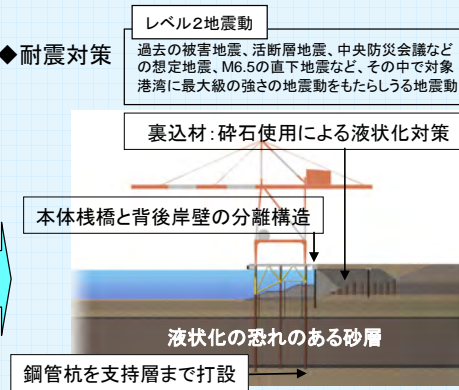 レベル2地震動
◆耐震対策
過去の被害地震、活断層地震、中央防災会議など
の想定地震、M6.5の直下地震など、その中で対象
港湾に最大級の強さの地震動をもたらしうる地震動
裏込材:砕石使用による液状化対策
本体桟橋と背後岸壁の分離構造
液状化の恐れのある砂層
鋼管杭を支持層まで打設